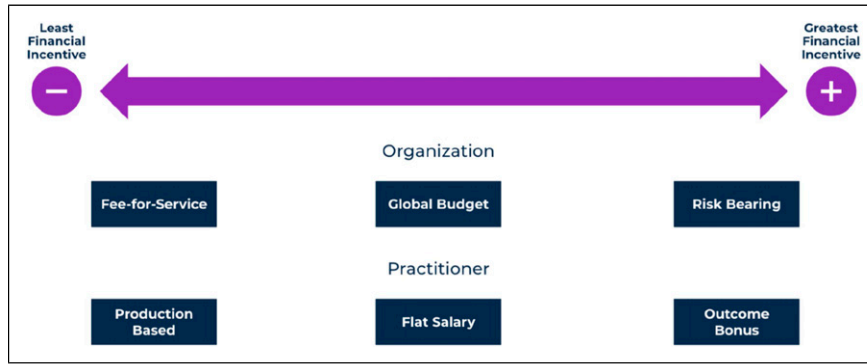 Least
Financial
Incentive
Greatest
Financial
Incentive
−
+
Organization
Fee-for-Service
Global Budget
Risk Bearing
Practitioner
Production
Based
Flat Salary
Outcome
Bonus